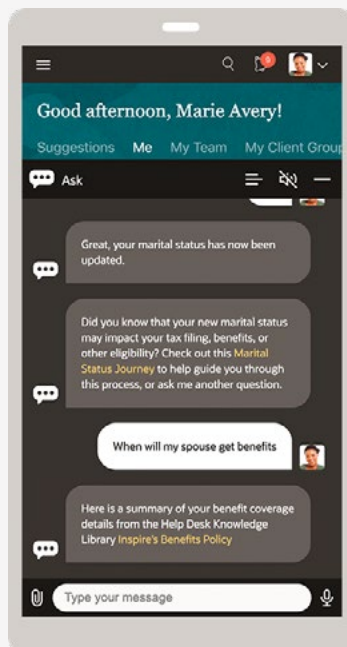 Good afternoon, Marie Avery!
Suggestions Me My Team My Client Group
Ask
Great, your marital status has now been
updated.
Did you know that your new marital status
may impact your tax filing, benefits, or
other eligibility? Check out this Marital
Status Journey to help guide you through
this process, or ask me another question.
When will my spouse get benefits
Here is a summary of your benefit coverage
details from the Help Desk Knowledge
Library Inspire's Benefits Policy
Type your message